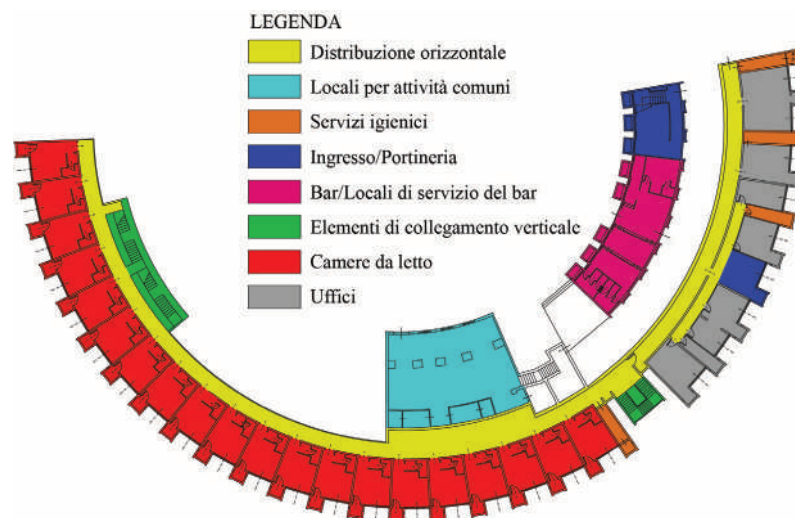 LEGENDA
Distribuzione orizzontale
Locali per attività comuni
Servizi igienici
Ingresso/Portineria
Bar/Locali di servizio del bar
Elementi di collegamento verticale
Camere da letto
Uffici